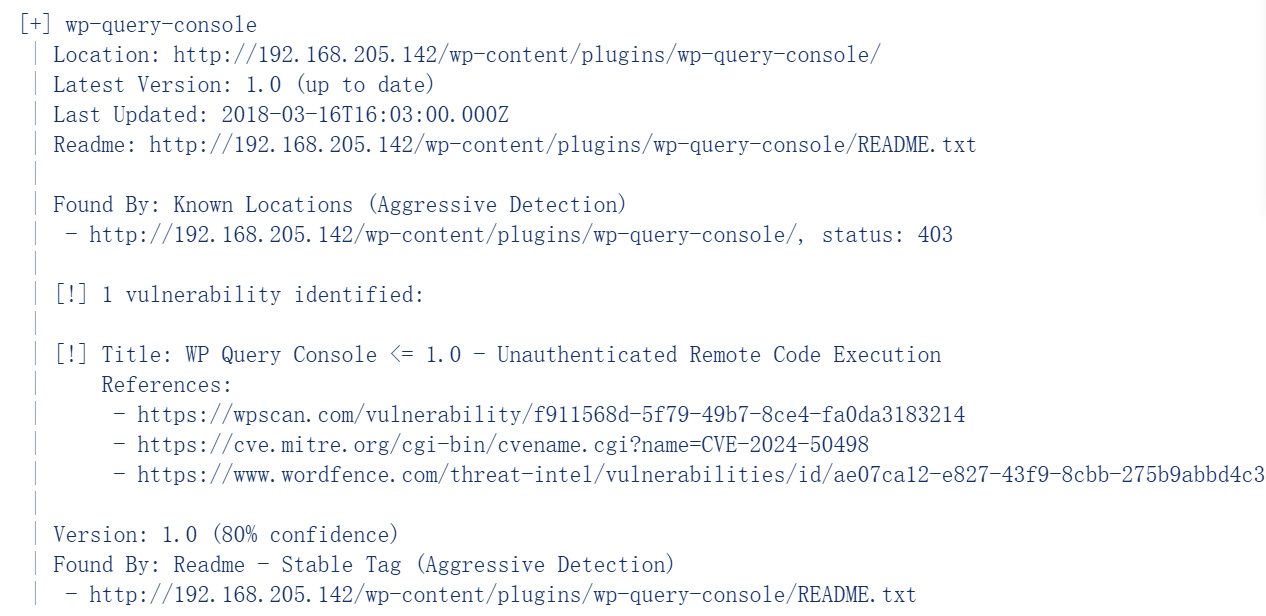 [+] wp-query-console
| Location: http://192.168.205.142/wp-content/plugins/wp-query-console/
| Latest Version: 1.0 (up to date)
| Last Updated: 2018-03-16T16:03:00.000Z
| Readme: http://192.168.205.142/wp-content/plugins/wp-query-console/README.txt
|
| Found By: Known Locations (Aggressive Detection)
|  - http://192.168.205.142/wp-content/plugins/wp-query-console/, status: 403
|
| [!] 1 vulnerability identified:
|
| [!] Title: WP Query Console <= 1.0 - Unauthenticated Remote Code Execution
|     References:
|      - https://wpscan.com/vulnerability/f911568d-5f79-49b7-8ce4-fa0da3183214
|      - https://cve.mitre.org/cgi-bin/cvename.cgi?name=CVE-2024-50498
|      - https://www.wordfence.com/threat-intel/vulnerabilities/id/ae07ca12-e827-43f9-8cbb-275b9abbd4c3
|
| Version: 1.0 (80% confidence)
| Found By: Readme - Stable Tag (Aggressive Detection)
|  - http://192.168.205.142/wp-content/plugins/wp-query-console/README.txt